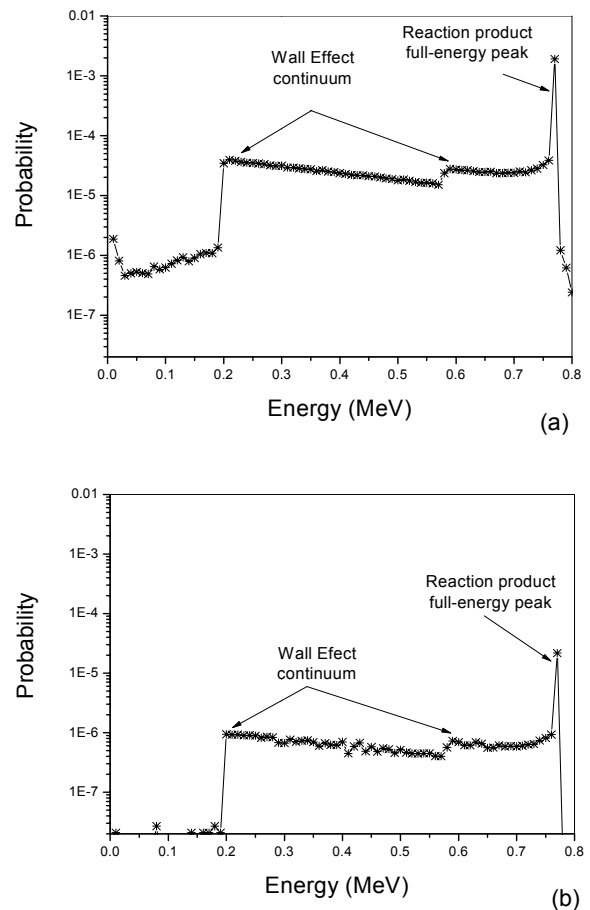 0.01
1E-3
1E-4
1E-5
1E-6
1E-7
Probability
Wall Effect
continuum
Reaction product
full-energy peak
0.0 0.1 0.2 0.3 0.4 0.5 0.6 0.7 0.8
Energy (MeV)
(a)
0.01
1E-3
1E-4
1E-5
1E-6
1E-7
Probability
Reaction product
full-energy peak
Wall Efect
continuum
0.0 0.1 0.2 0.3 0.4 0.5 0.6 0.7 0.8
Energy (MeV)
(b)